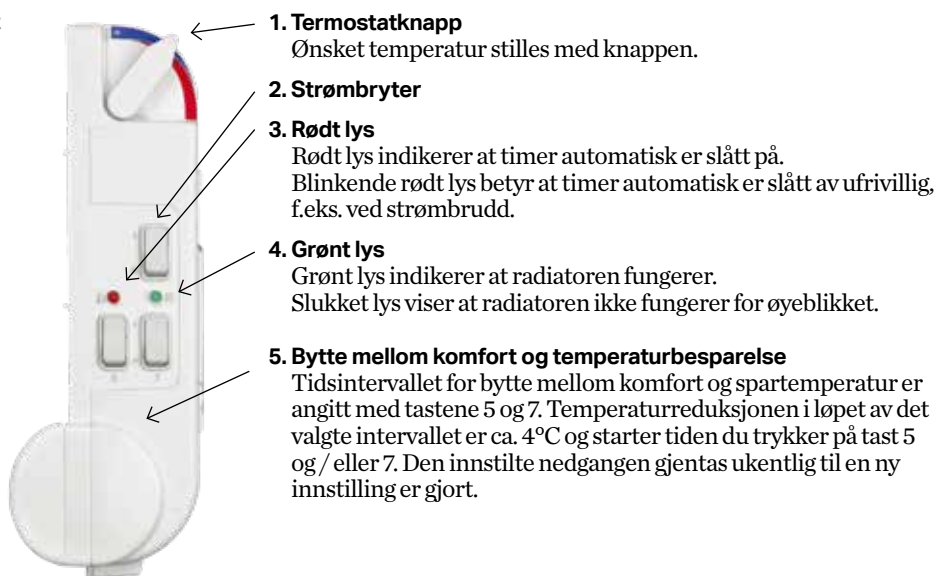 1. Termostatknapp
Ønsket temperatur stilles med knappen.
2. Strømbryter
3. Rødt lys
Rødt lys indikerer at timer automatisk er slått på.
Blinkende rødt lys betyr at timer automatisk er slått av ufrivillig,
f.eks. ved strømbrudd.
4. Grønt lys
Grønt lys indikerer at radiatoren fungerer.
Slukket lys viser at radiatoren ikke fungerer for øyeblikket.
5. Bytte mellom komfort og temperaturbesparelse
Tidsintervallet for bytte mellom komfort og spartemperatur er
angitt med tastene 5 og 7. Temperaturreduksjonen i løpet av det
valgte intervallet er ca. 4°C og starter tiden du trykker på tast 5
og / eller 7. Den innstilte nedgangen gjentas ukentlig til en ny
innstilling er gjort.